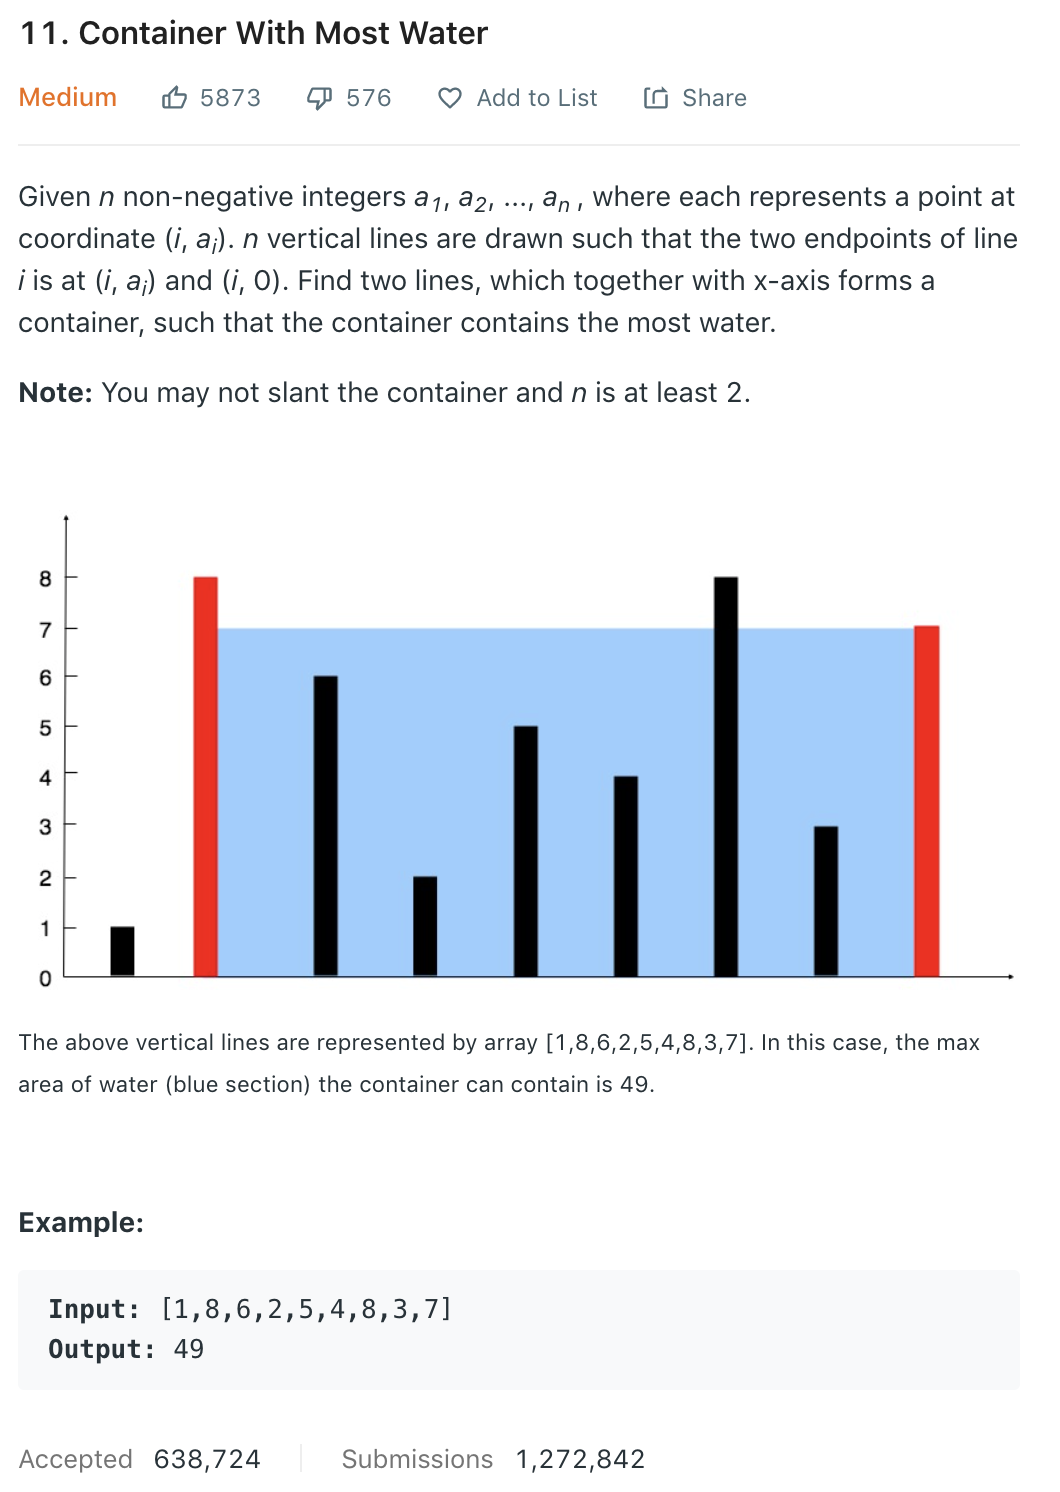 11. Container With Most Water
Medium 5873 576 Add to List Share
Given n non-negative integers a1, a2, ..., an , where each represents a point at
coordinate (i, ai). n vertical lines are drawn such that the two endpoints of line
i is at (i, ai) and (i, 0). Find two lines, which together with x-axis forms a
container, such that the container contains the most water.
Note: You may not slant the container and n is at least 2.
8
7
6
5
4
3
2
1
0
The above vertical lines are represented by array [1,8,6,2,5,4,8,3,7]. In this case, the max
area of water (blue section) the container can contain is 49.
Example:
Input: [1,8,6,2,5,4,8,3,7]
Output: 49
Accepted 638,724 Submissions 1,272,842